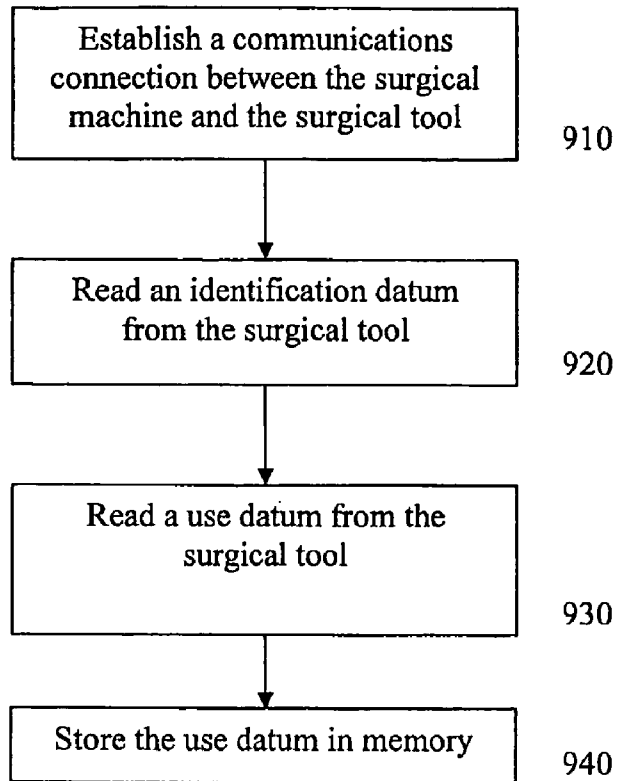 Establish a communications
connection between the surgical
machine and the surgical tool
910
Read an identification datum
from the surgical tool
920
Read a use datum from the
surgical tool
930
Store the use datum in memory
940